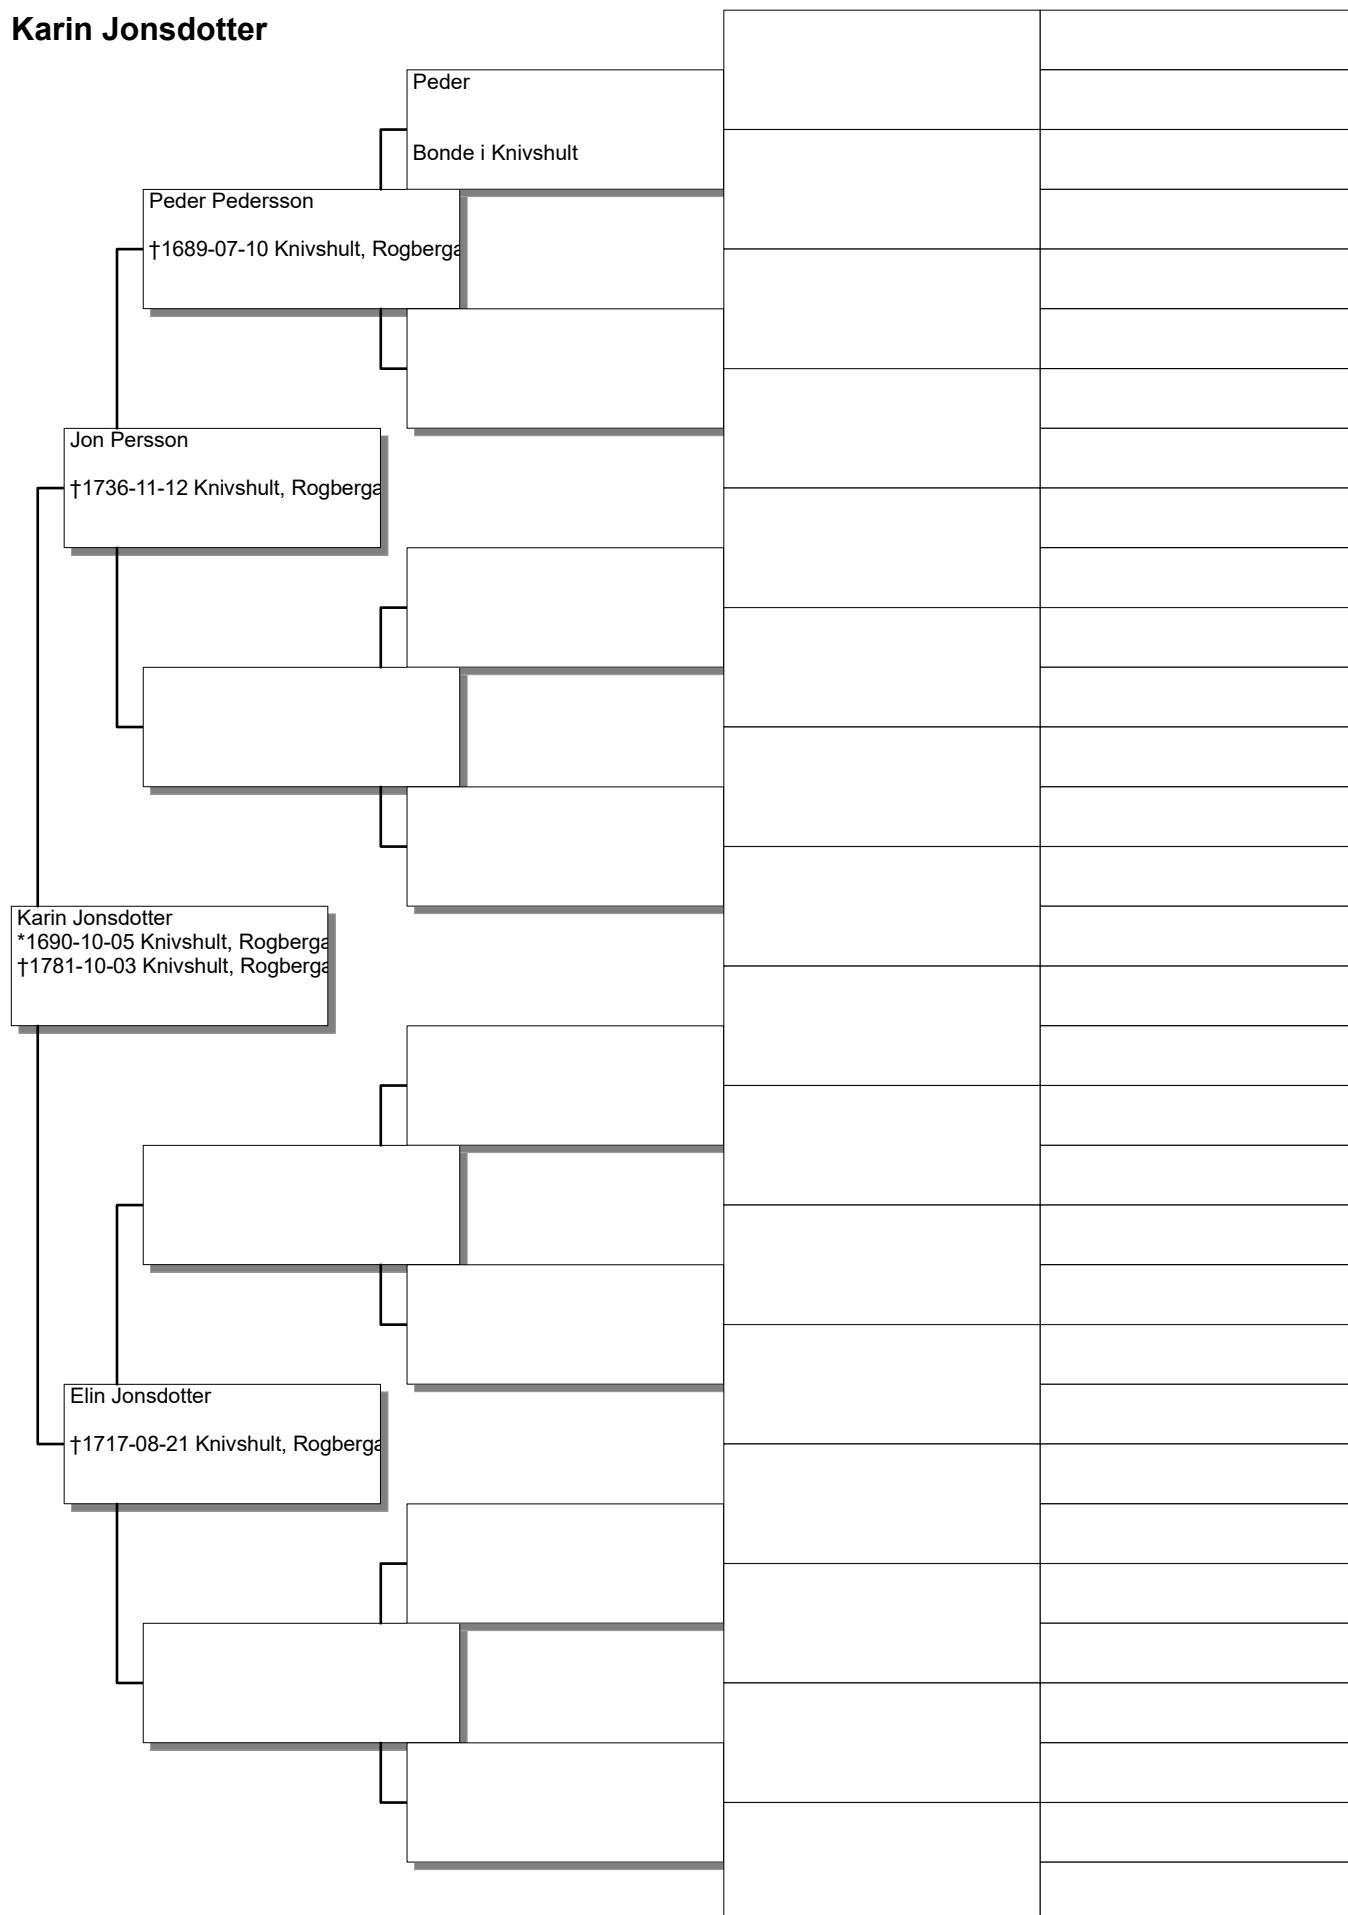 Karin Jonsdotter
Peder
Bonde i Knivshult
Peder Pedersson
†1689-07-10 Knivshult, Rogberga
Jon Persson
†1736-11-12 Knivshult, Rogberga
Karin Jonsdotter
*1690-10-05 Knivshult, Rogberga
†1781-10-03 Knivshult, Rogberga
Elin Jonsdotter
†1717-08-21 Knivshult, Rogberga